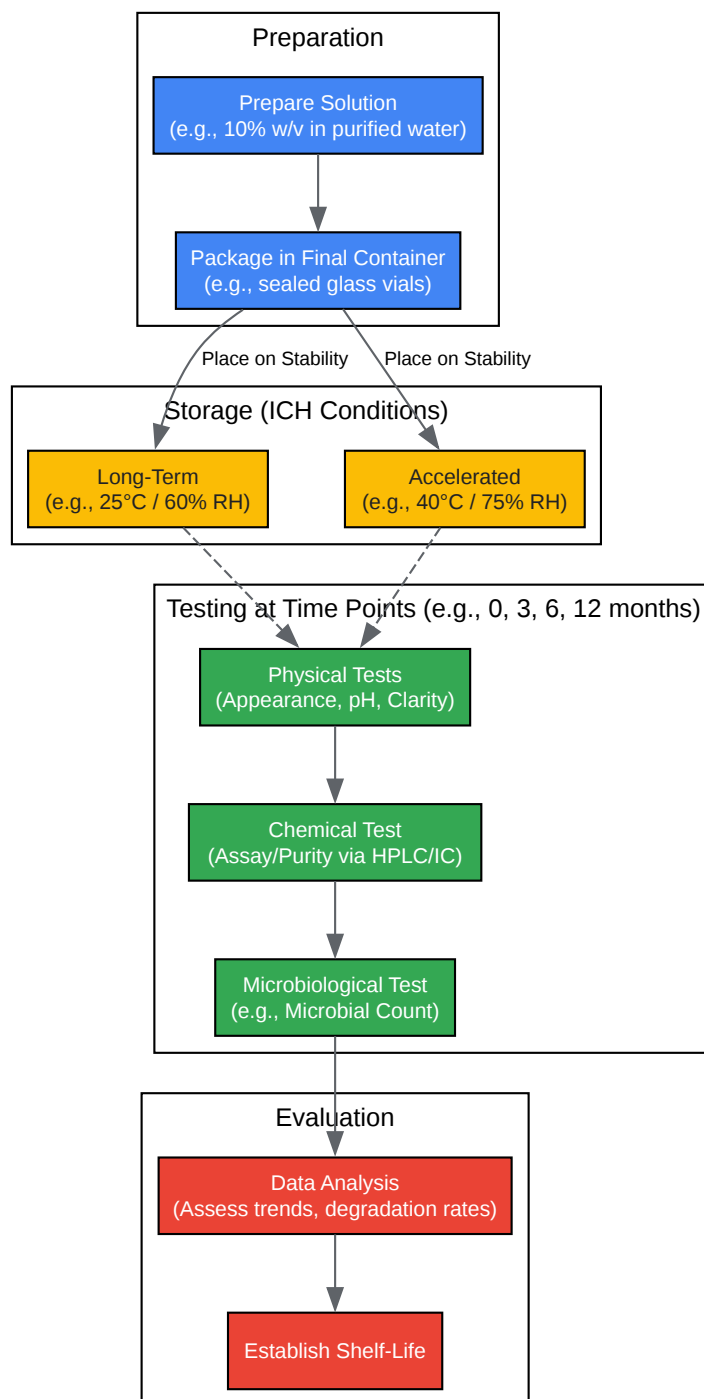 Preparation
Prepare Solution
(e.g., 10% w/v in purified water)
Package in Final Container
(e.g., sealed glass vials)
Place on Stability
Place on Stability
Storage (ICH Conditions)
Long-Term
(e.g., 25°C / 60% RH)
Accelerated
(e.g., 40°C / 75% RH)
Testing at Time Points (e.g., 0, 3, 6, 12 months)
Physical Tests
(Appearance, pH, Clarity)
Chemical Test
(Assay/Purity via HPLC/IC)
Microbiological Test
(e.g., Microbial Count)
Evaluation
Data Analysis
(Assess trends, degradation rates)
Establish Shelf-Life